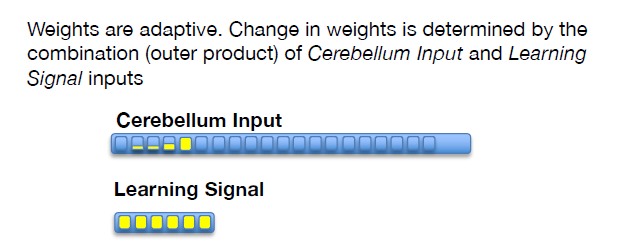 Weights are adaptive. Change in weights is determined by the
combination (outer product) of Cerebellum Input and Learning
Signal inputs
Cerebellum Input
Learning Signal